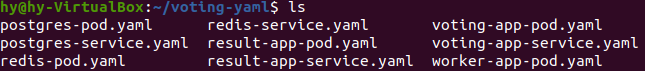 hy@hy-VirtualBox:~/voting-yaml$ ls
postgres-pod.yaml redis-service.yaml voting-app-pod.yaml
postgres-service.yaml result-app-pod.yaml voting-app-service.yaml
redis-pod.yaml result-app-service.yaml worker-app-pod.yaml